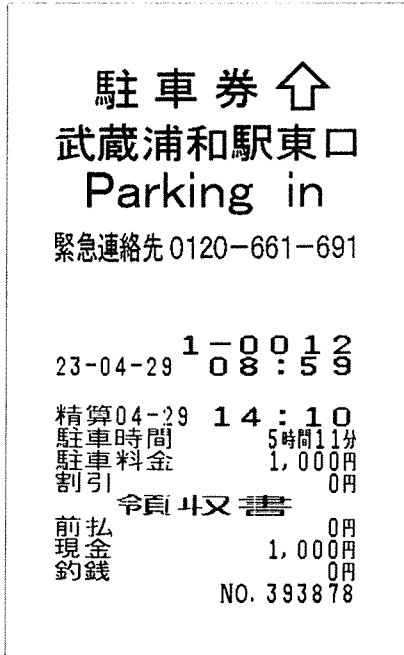 駐車券⇧
武蔵浦和駅東口
Parking in
緊急連絡先0120-661-691
1-0012
23-04-29 08:59
精算04-29 14:10
駐車時間 5時間11分
駐車料金 1,000円
割引 0円
領収書
前払 0円
現金 1,000円
釣銭 0円
NO.393878